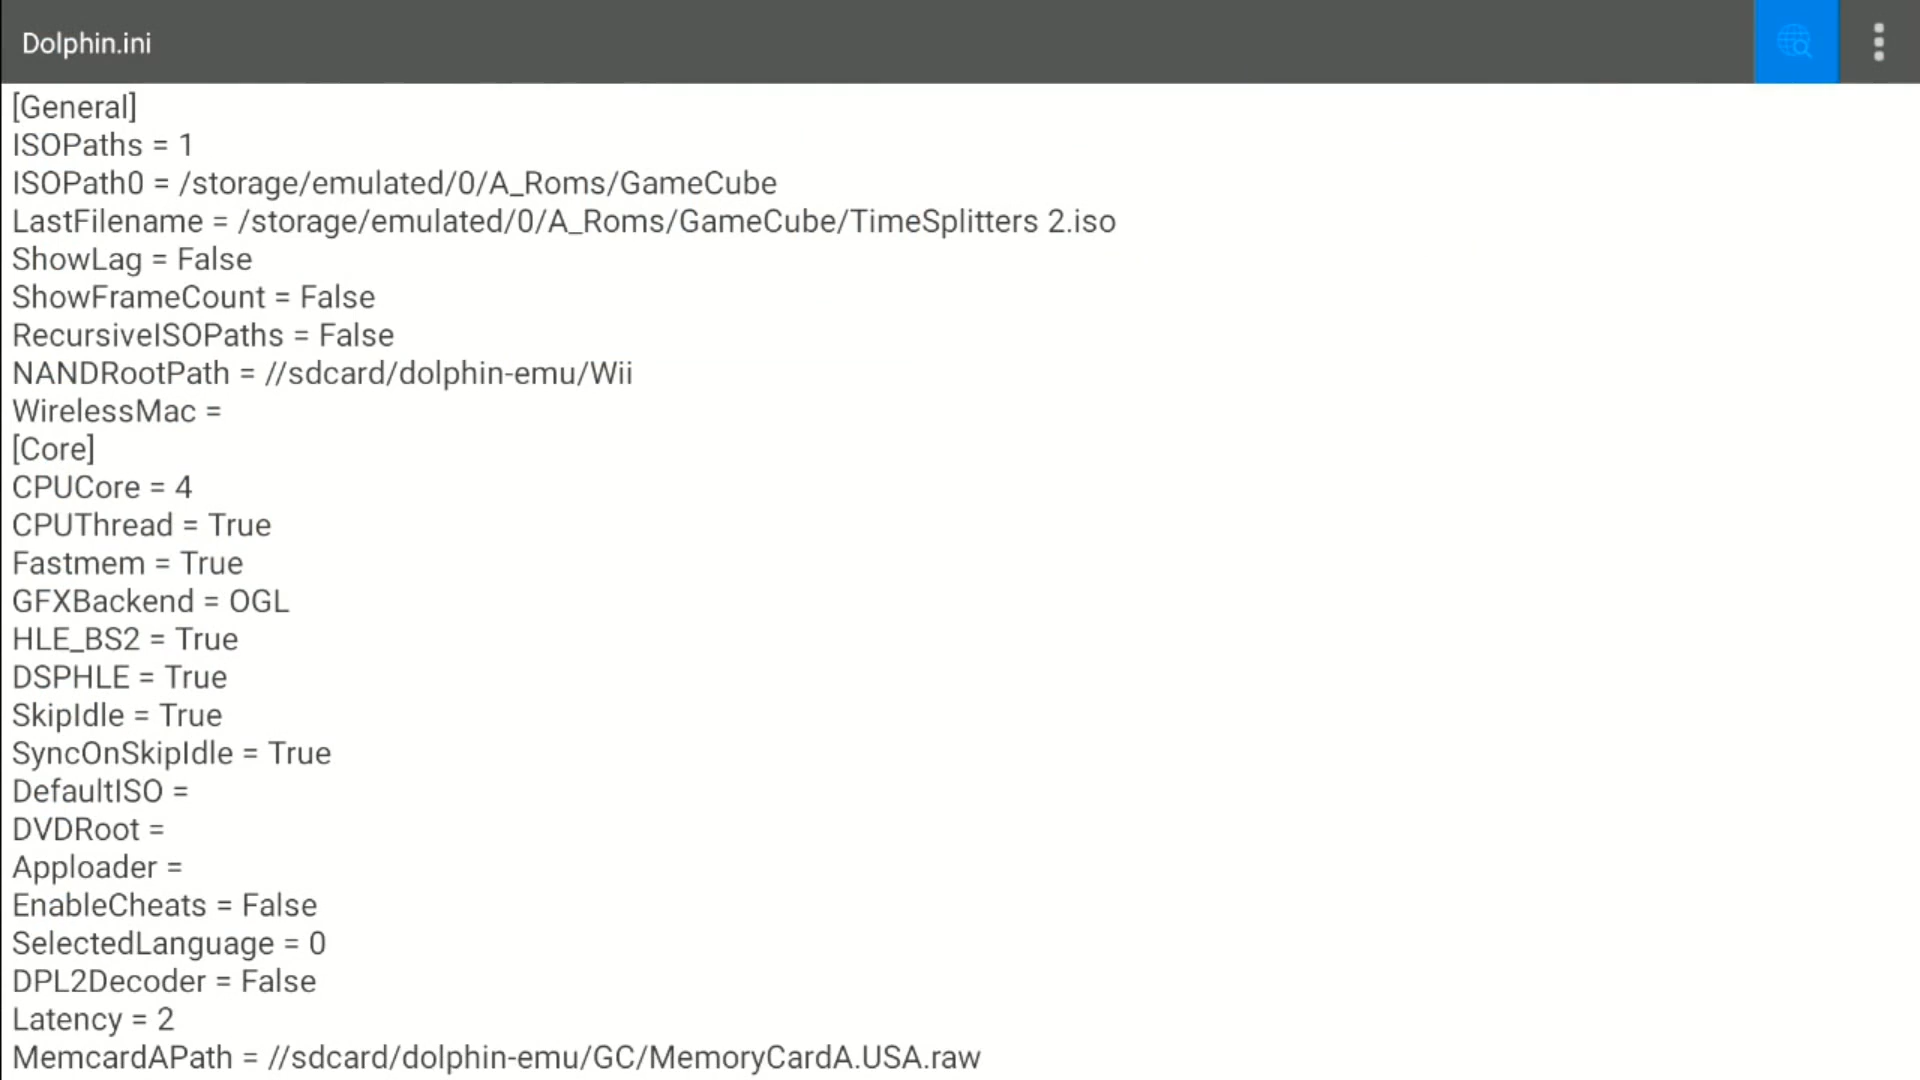 Dolphin.ini
[General]
ISOPaths = 1
ISOPath0 = /storage/emulated/0/A_Roms/GameCube
LastFilename = /storage/emulated/0/A_Roms/GameCube/TimeSplitters 2.iso
ShowLag = False
ShowFrameCount = False
RecursiveISOPaths = False
NANDRootPath = //sdcard/dolphin-emu/Wii
WirelessMac =
[Core]
CPUCore = 4
CPUThread = True
Fastmem = True
GFXBackend = OGL
HLE_BS2 = True
DSPHLE = True
SkipIdle = True
SyncOnSkipIdle = True
DefaultISO =
DVDRoot =
Apploader =
EnableCheats = False
SelectedLanguage = 0
DPL2Decoder = False
Latency = 2
MemcardAPath = //sdcard/dolphin-emu/GC/MemoryCardA.USA.raw